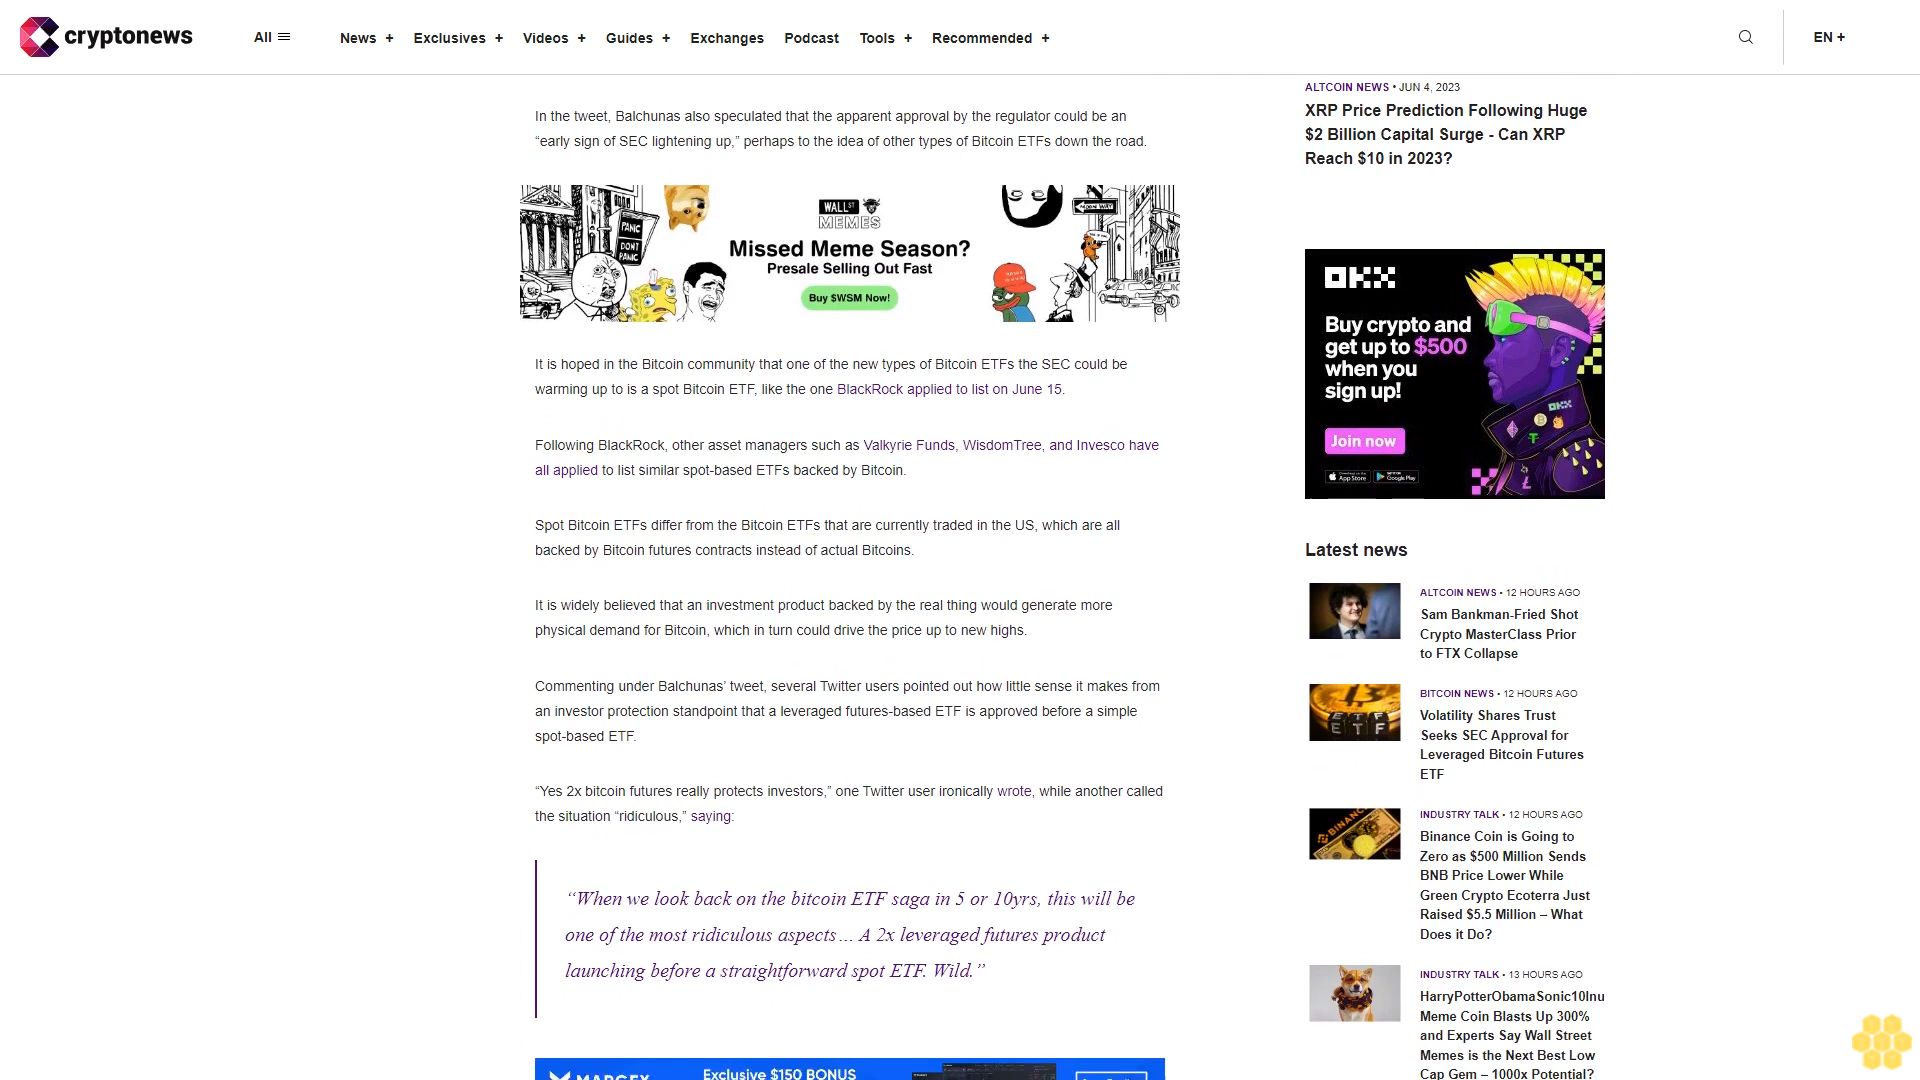 cryptonews
All
News +
Exclusives +
Videos +
Guides +
Exchanges
Podcast
Tools +
Recommended +
EN +
In the tweet, Balchunas also speculated that the apparent approval by the regulator could be an
“early sign of SEC lightening up,” perhaps to the idea of other types of Bitcoin ETFs down the road.
PANIC
DONT
PANIC
WALL ST
MEMES
Missed Meme Season?
Presale Selling Out Fast
Buy $WSM Now!
MOON WAY
It is hoped in the Bitcoin community that one of the new types of Bitcoin ETFs the SEC could be
warming up to is a spot Bitcoin ETF, like the one BlackRock applied to list on June 15.
Following BlackRock, other asset managers such as Valkyrie Funds, WisdomTree, and Invesco have
all applied to list similar spot-based ETFs backed by Bitcoin.
Spot Bitcoin ETFs differ from the Bitcoin ETFs that are currently traded in the US, which are all
backed by Bitcoin futures contracts instead of actual Bitcoins.
It is widely believed that an investment product backed by the real thing would generate more
physical demand for Bitcoin, which in turn could drive the price up to new highs.
Commenting under Balchunas’ tweet, several Twitter users pointed out how little sense it makes from
an investor protection standpoint that a leveraged futures-based ETF is approved before a simple
spot-based ETF.
“Yes 2x bitcoin futures really protects investors,” one Twitter user ironically wrote, while another called
the situation “ridiculous,” saying:
“When we look back on the bitcoin ETF saga in 5 or 10yrs, this will be
one of the most ridiculous aspects… A 2x leveraged futures product
launching before a straightforward spot ETF. Wild.”
MARGEX
Exclusive $150 BONUS
ALTCOIN NEWS • JUN 4, 2023
XRP Price Prediction Following Huge
$2 Billion Capital Surge - Can XRP
Reach $10 in 2023?
OKX
Buy crypto and
get up to $500
when you
sign up!
Join now
App Store
Google Play
OKX
Latest news
ALTCOIN NEWS • 12 HOURS AGO
Sam Bankman-Fried Shot
Crypto MasterClass Prior
to FTX Collapse
ETF
BITCOIN NEWS • 12 HOURS AGO
Volatility Shares Trust
Seeks SEC Approval for
Leveraged Bitcoin Futures
ETF
BINANCE
INDUSTRY TALK • 12 HOURS AGO
Binance Coin is Going to
Zero as $500 Million Sends
BNB Price Lower While
Green Crypto Ecoterra Just
Raised $5.5 Million – What
Does it Do?
INDUSTRY TALK • 13 HOURS AGO
HarryPotterObamaSonic10Inu
Meme Coin Blasts Up 300%
and Experts Say Wall Street
Memes is the Next Best Low
Cap Gem – 1000x Potential?